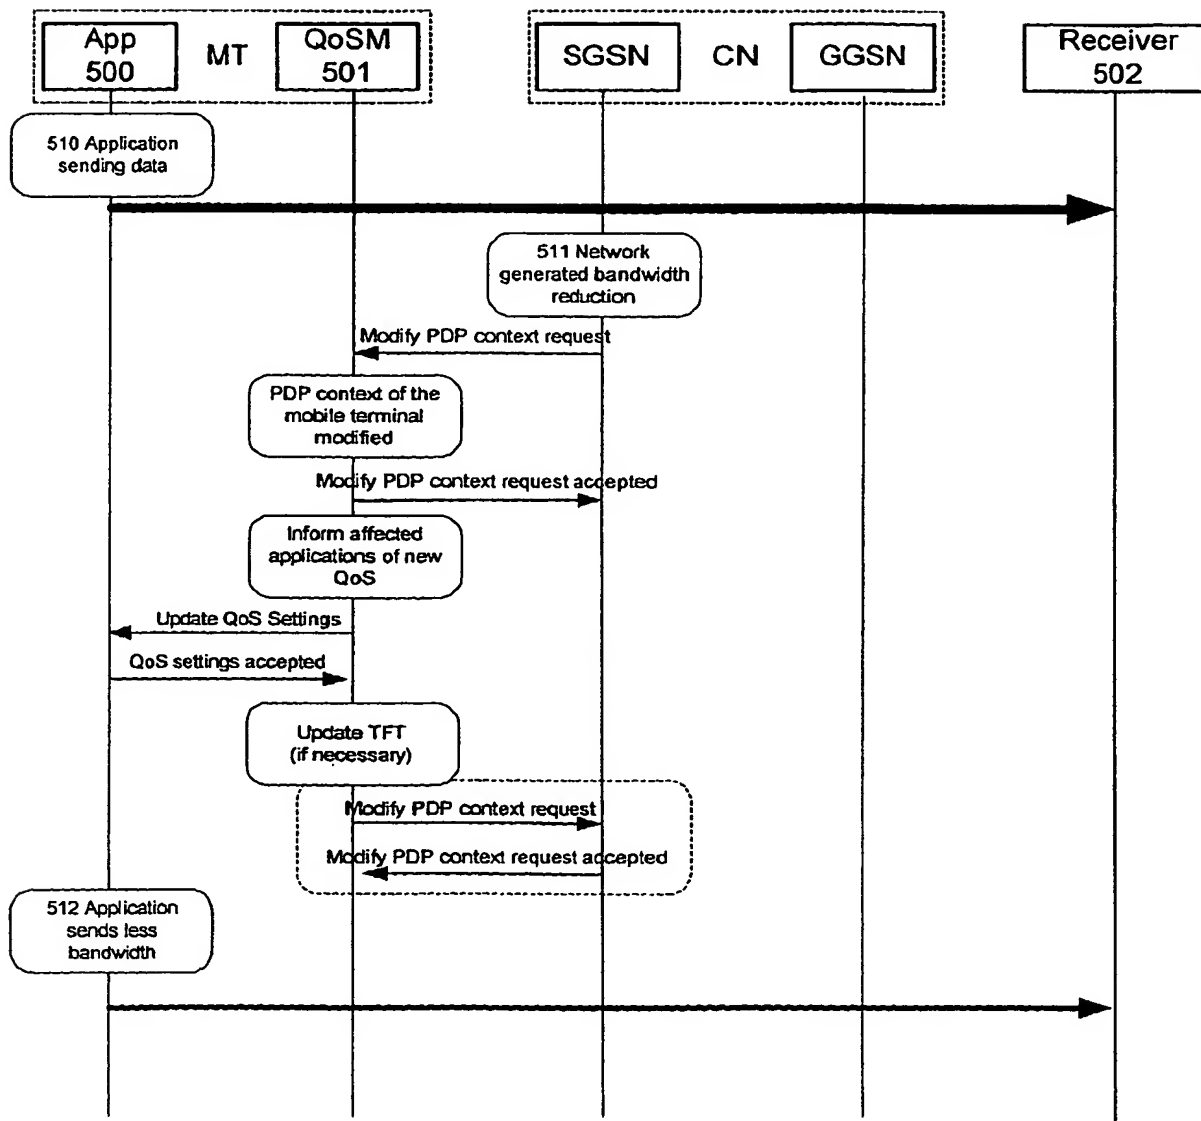 App
500
MT
QoSM
501
SGSN
CN
GGSN
Receiver
502
510 Application
sending data
511 Network
generated bandwidth
reduction
Modify PDP context request
PDP context of the
mobile terminal
modified
Modify PDP context request accepted
Inform affected
applications of new
QoS
Update QoS Settings
QoS settings accepted
Update TFT
(if necessary)
Modify PDP context request
Modify PDP context request accepted
512 Application
sends less
bandwidth